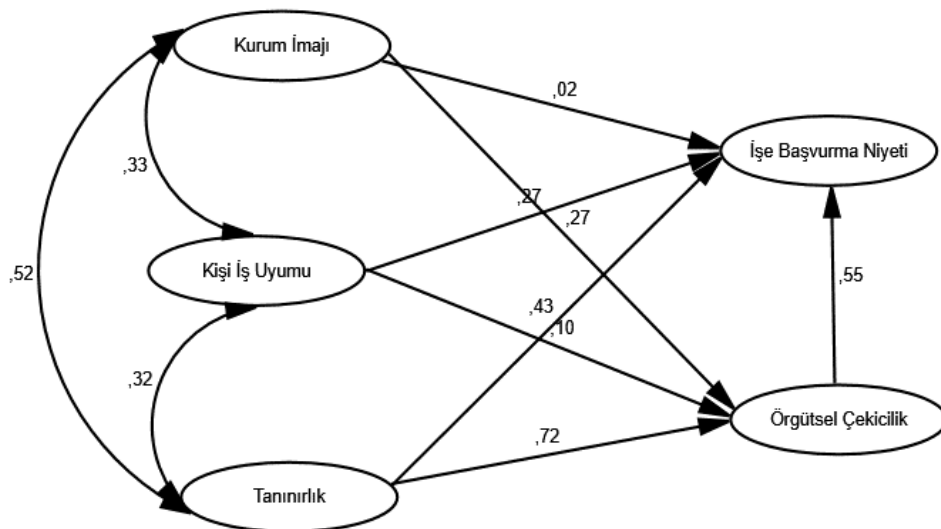 Kurum İmajı
,02
İşe Başvurma Niyeti
,33
,27
,27
Kişi İş Uyumu
,52
,55
,43
,10
,32
Örgütsel Çekicilik
,72
Tanınırlık